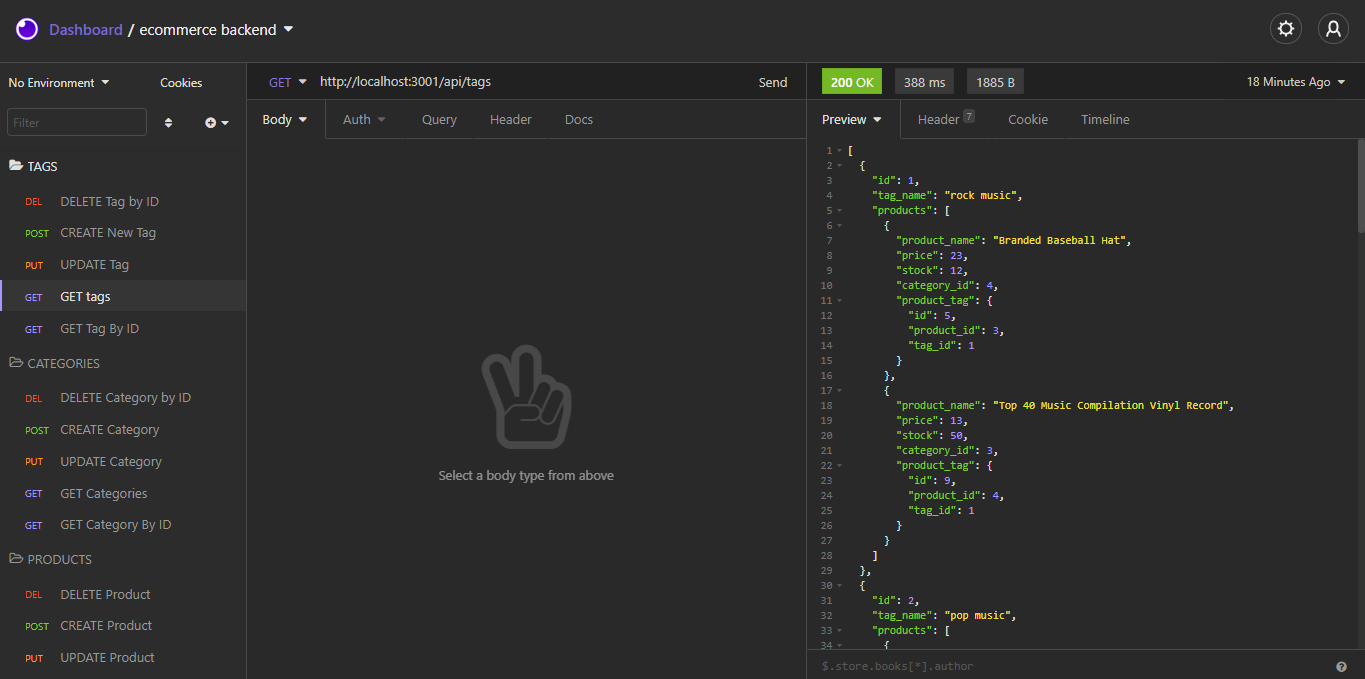 Dashboard / ecommerce backend
No Environment
Cookies
Filter
TAGS
DEL DELETE Tag by ID
POST CREATE New Tag
PUT UPDATE Tag
GET GET tags
GET GET Tag By ID
CATEGORIES
DEL DELETE Category by ID
POST CREATE Category
PUT UPDATE Category
GET GET Categories
GET GET Category By ID
PRODUCTS
DEL DELETE Product
POST CREATE Product
PUT UPDATE Product
GET http://localhost:3001/api/tags Send
Body Auth Query Header Docs
Select a body type from above
200 OK 388 ms 1885 B 18 Minutes Ago
Preview Header 7 Cookie Timeline
1 [
2 {
3 "id": 1,
4 "tag_name": "rock music",
5 "products": [
6 {
7 "product_name": "Branded Baseball Hat",
8 "price": 23,
9 "stock": 12,
10 "category_id": 4,
11 "product_tag": {
12 "id": 5,
13 "product_id": 3,
14 "tag_id": 1
15 }
16 },
17 {
18 "product_name": "Top 40 Music Compilation Vinyl Record",
19 "price": 13,
20 "stock": 50,
21 "category_id": 3,
22 "product_tag": {
23 "id": 9,
24 "product_id": 4,
25 "tag_id": 1
26 }
27 }
28 ]
29 },
30 {
31 "id": 2,
32 "tag_name": "pop music",
33 "products": [
34 {
$.store.books[*].author